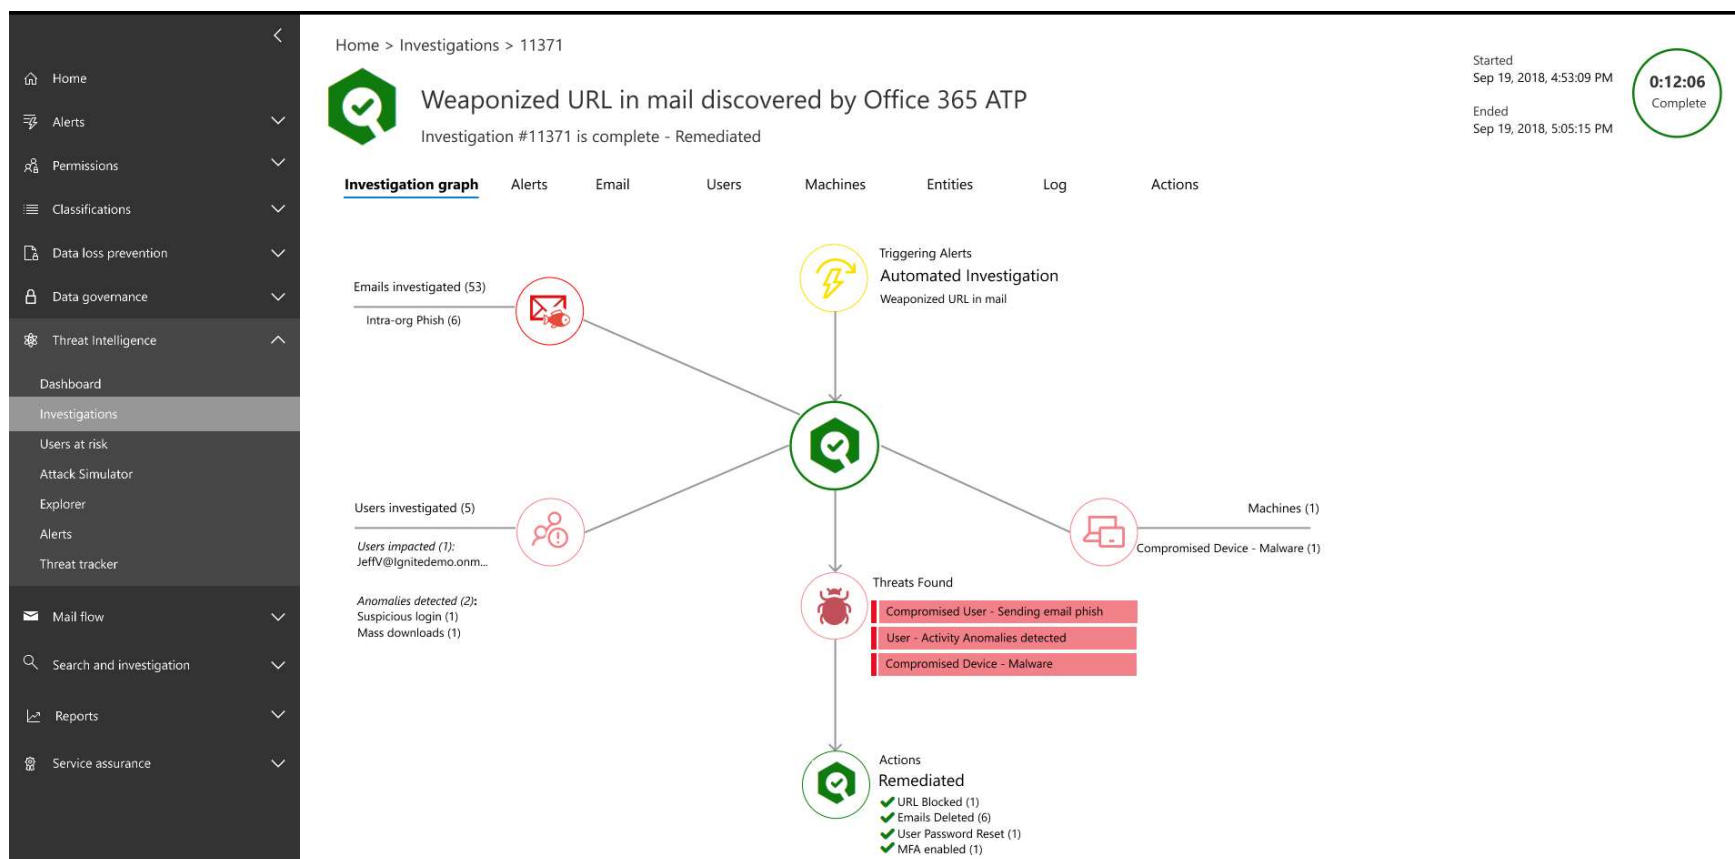 Home
Alerts
Permissions
Classifications
Data loss prevention
Data governance
Threat Intelligence
Dashboard
Investigations
Users at risk
Attack Simulator
Explorer
Alerts
Threat tracker
Mail flow
Search and investigation
Reports
Service assurance
Home > Investigations > 11371
Weaponized URL in mail discovered by Office 365 ATP
Investigation #11371 is complete - Remediated
Started
Sep 19, 2018, 4:53:09 PM
Ended
Sep 19, 2018, 5:05:15 PM
0:12:06
Complete
Investigation graph Alerts Email Users Machines Entities Log Actions
Triggering Alerts
Automated Investigation
Weaponized URL in mail
Emails investigated (53)
Intra-org Phish (6)
Users investigated (5)
Users impacted (1):
JeffV@Ignitedemo.onm...
Anomalies detected (2):
Suspicious login (1)
Mass downloads (1)
Machines (1)
Compromised Device - Malware (1)
Threats Found
Compromised User - Sending email phish
User - Activity Anomalies detected
Compromised Device - Malware
Actions
Remediated
URL Blocked (1)
Emails Deleted (6)
User Password Reset (1)
MFA enabled (1)